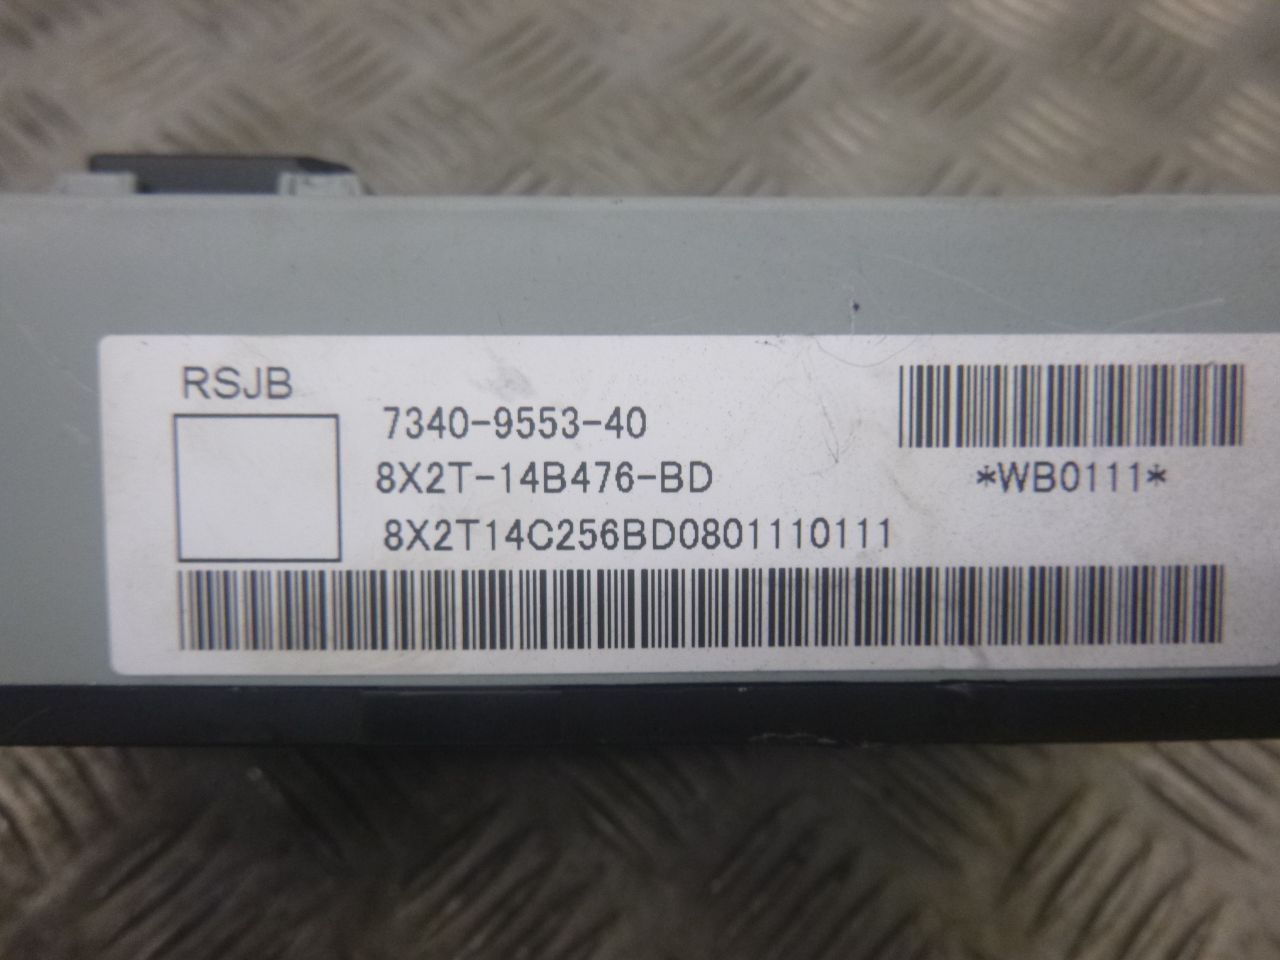 RSJB
7340-9553-40
8X2T-14B476-BD
8X2T14C256BD0801110111
*WB0111*